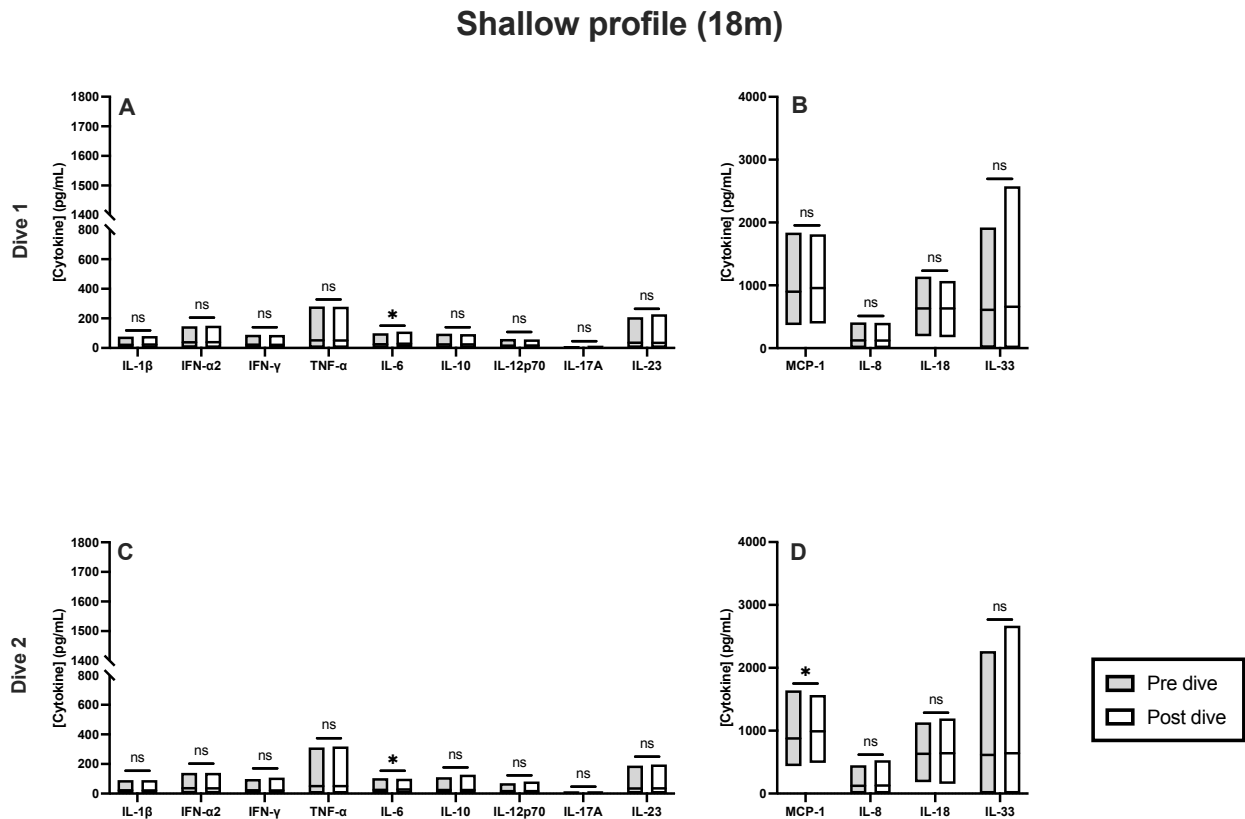 Shallow profile (18m)
Dive 1
A
[Cytokine] (pg/mL)
1800
1700
1600
1500
1400
800
600
400
200
0
ns ns ns ns * ns ns ns ns
IL-1β IFN-α2 IFN-γ TNF-α IL-6 IL-10 IL-12p70 IL-17A IL-23
B
[Cytokine] (pg/mL)
4000
3000
2000
1000
0
ns ns ns ns
MCP-1 IL-8 IL-18 IL-33
Dive 2
C
[Cytokine] (pg/mL)
1800
1700
1600
1500
1400
800
600
400
200
0
ns ns ns ns * ns ns ns ns
IL-1β IFN-α2 IFN-γ TNF-α IL-6 IL-10 IL-12p70 IL-17A IL-23
D
[Cytokine] (pg/mL)
4000
3000
2000
1000
0
* ns ns ns
MCP-1 IL-8 IL-18 IL-33
Pre dive
Post dive